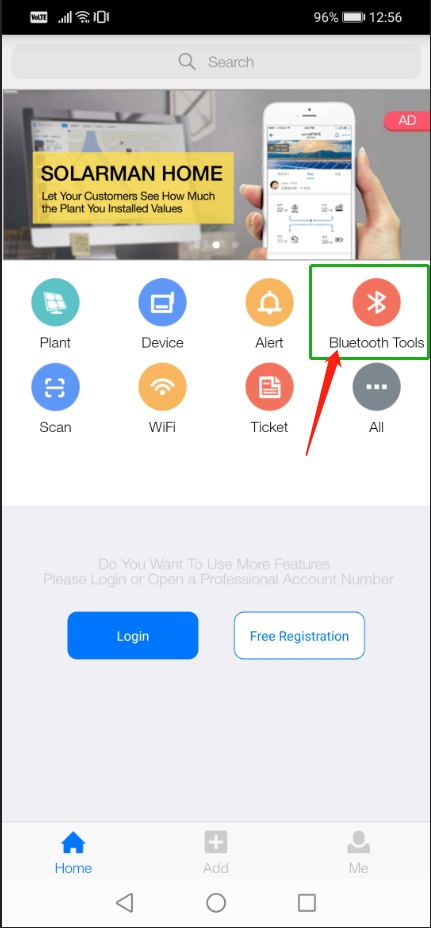 VoLTE
96%
12:56
Search
AD
SOLARMAN HOME
Let Your Customers See How Much
the Plant You Installed Values
Plant
Device
Alert
Bluetooth Tools
Scan
WiFi
Ticket
All
Do You Want To Use More Features
Please Login or Open a Professional Account Number
Login
Free Registration
Home
Add
Me